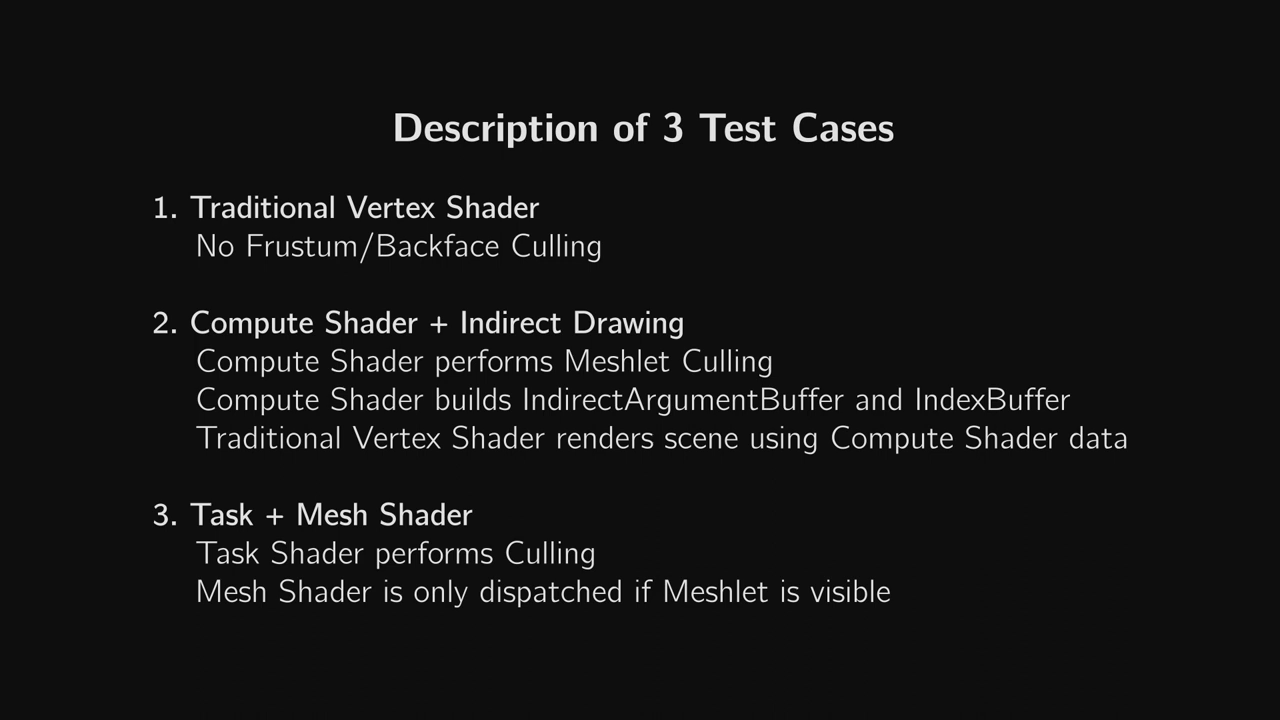 Description of 3 Test Cases
1. Traditional Vertex Shader
No Frustum/Backface Culling
2. Compute Shader + Indirect Drawing
Compute Shader performs Meshlet Culling
Compute Shader builds IndirectArgumentBuffer and IndexBuffer
Traditional Vertex Shader renders scene using Compute Shader data
3. Task + Mesh Shader
Task Shader performs Culling
Mesh Shader is only dispatched if Meshlet is visible